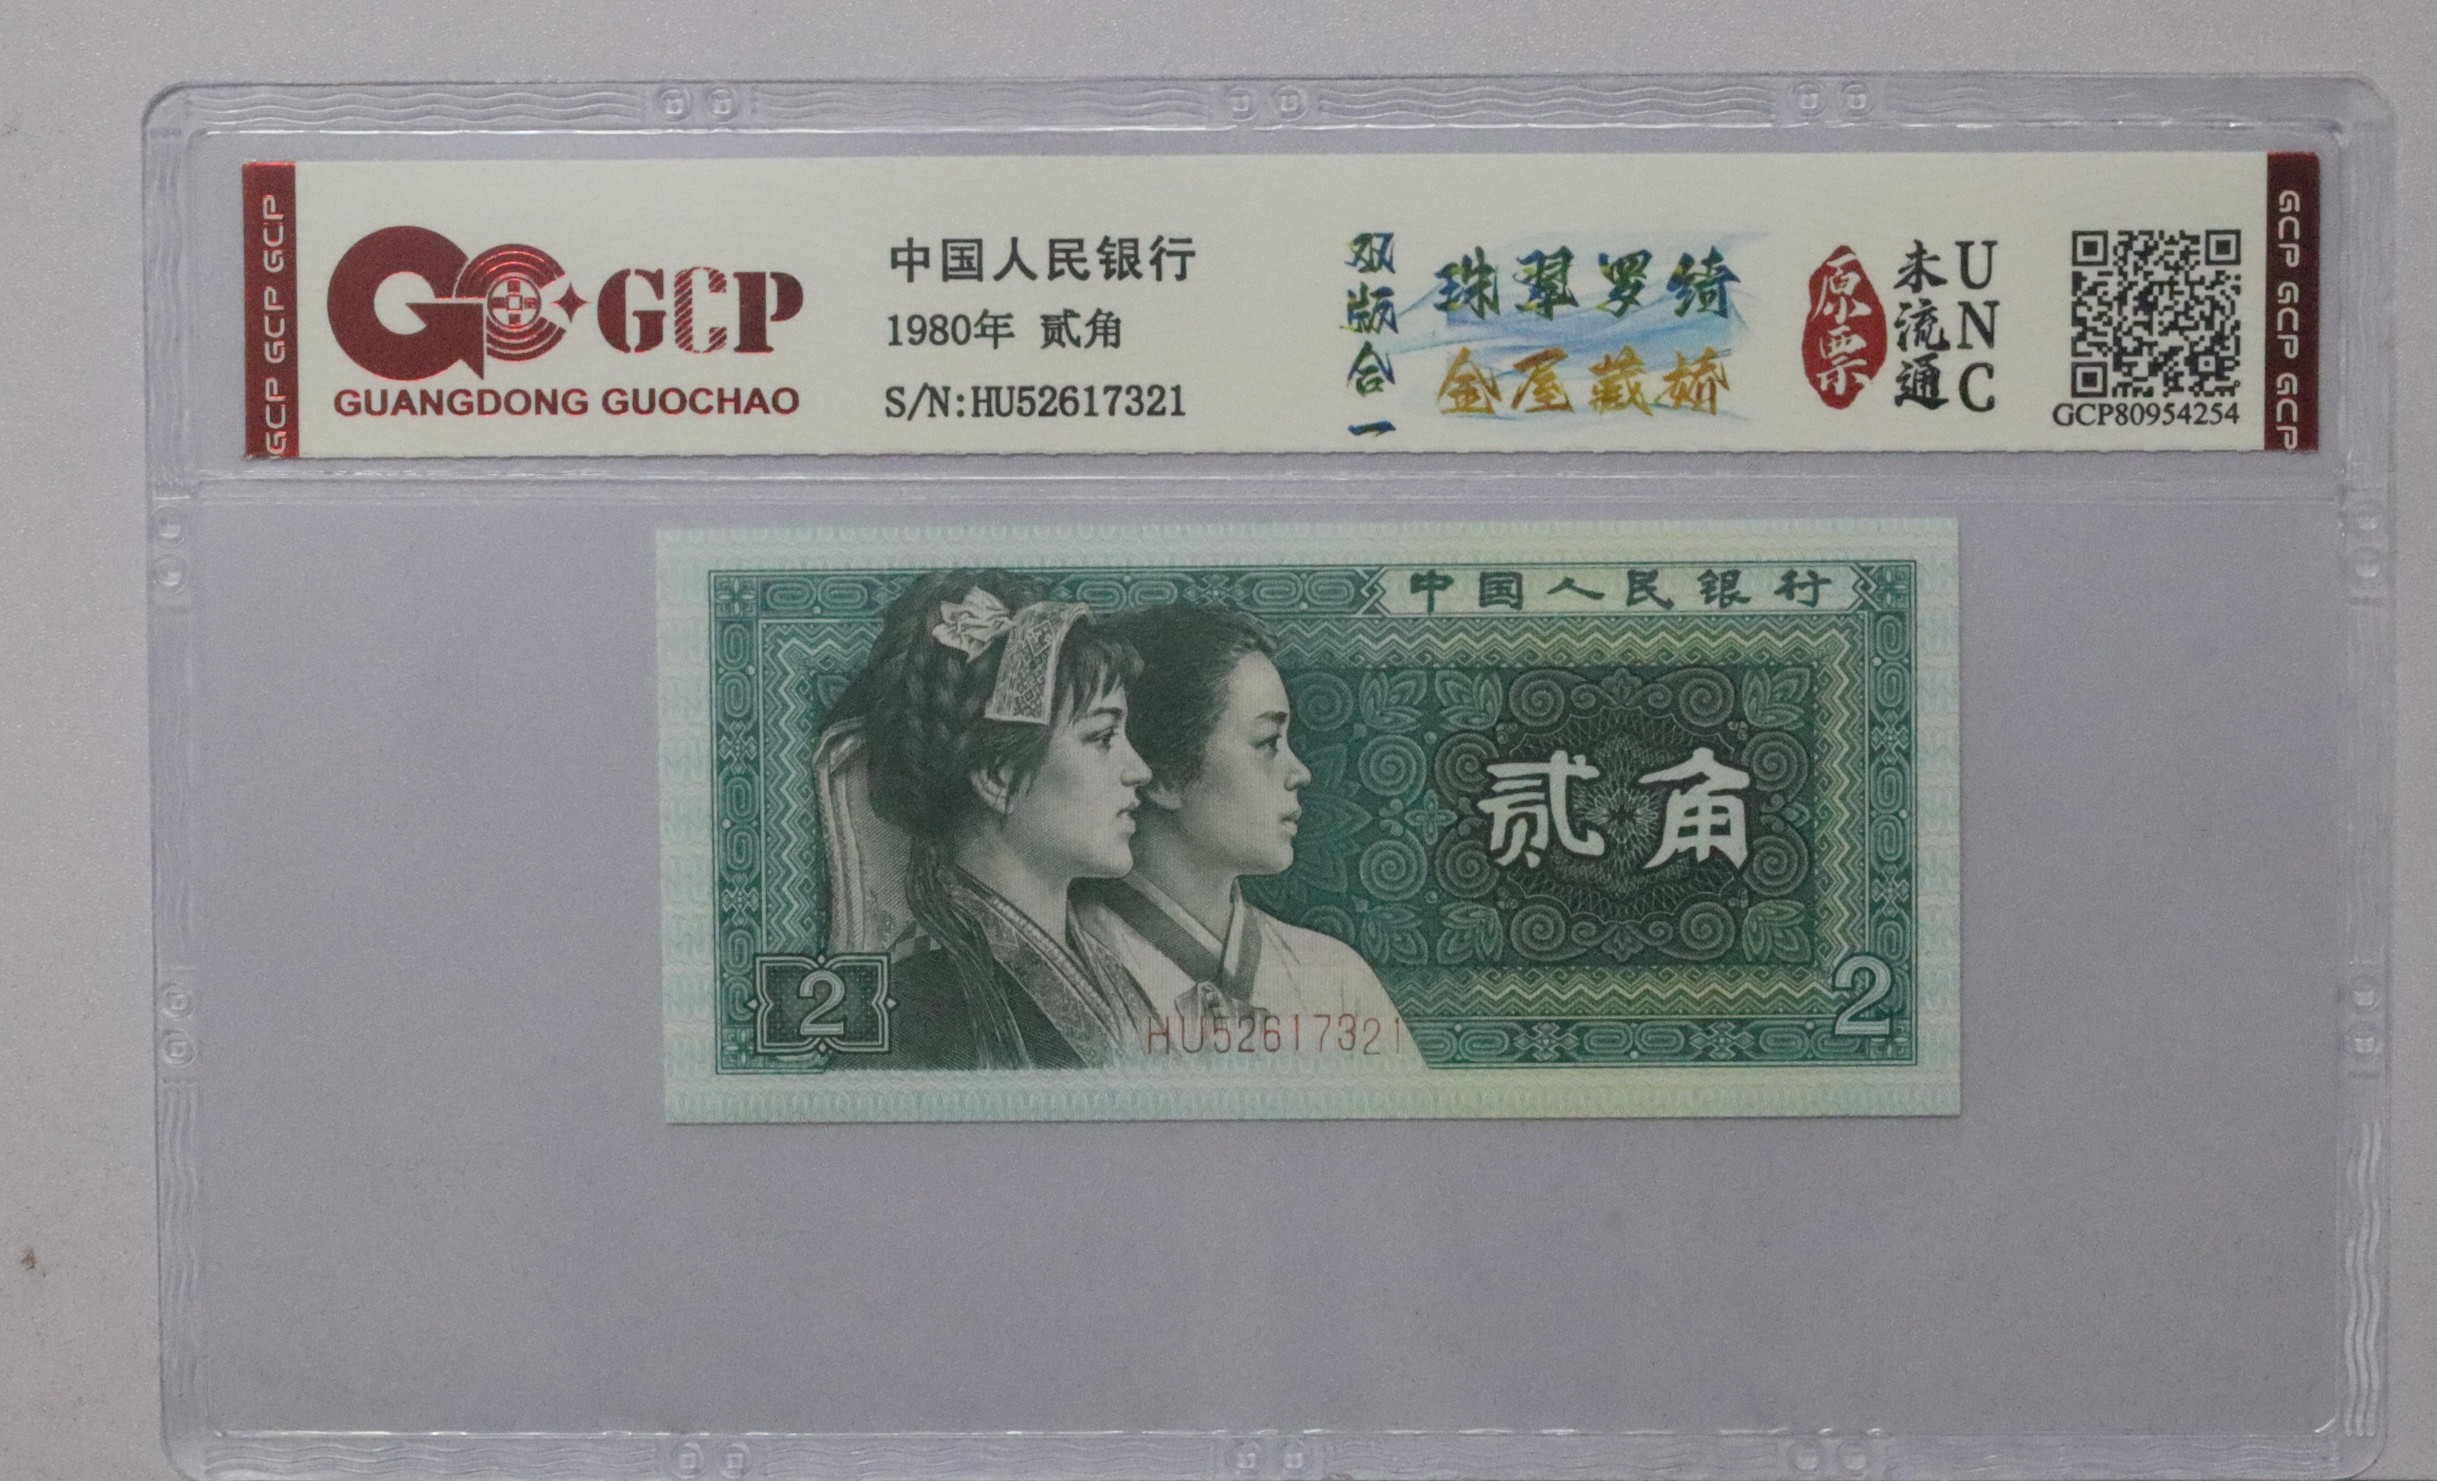 GCP GCP GCP
GCP
GUANGDONG GUOCHAO
中国人民银行
1980年 贰角
S/N:HU52617321
双版合一
珠翠罗绮
金屋藏娇
原票
未流通
UNC
GCP80954254
GCP GCP GCP
中国人民银行
贰角
2
2
HU52617321